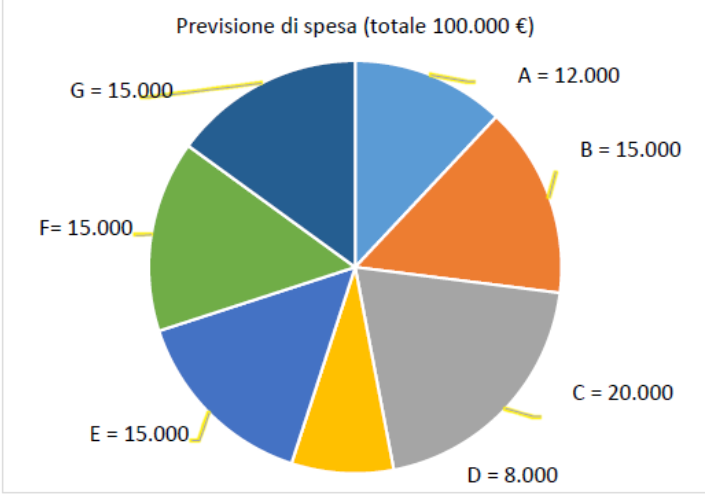 Previsione di spesa (totale 100.000 €)
A = 12.000
G = 15.000
B = 15.000
F= 15.000
C = 20.000
E = 15.000
D = 8.000